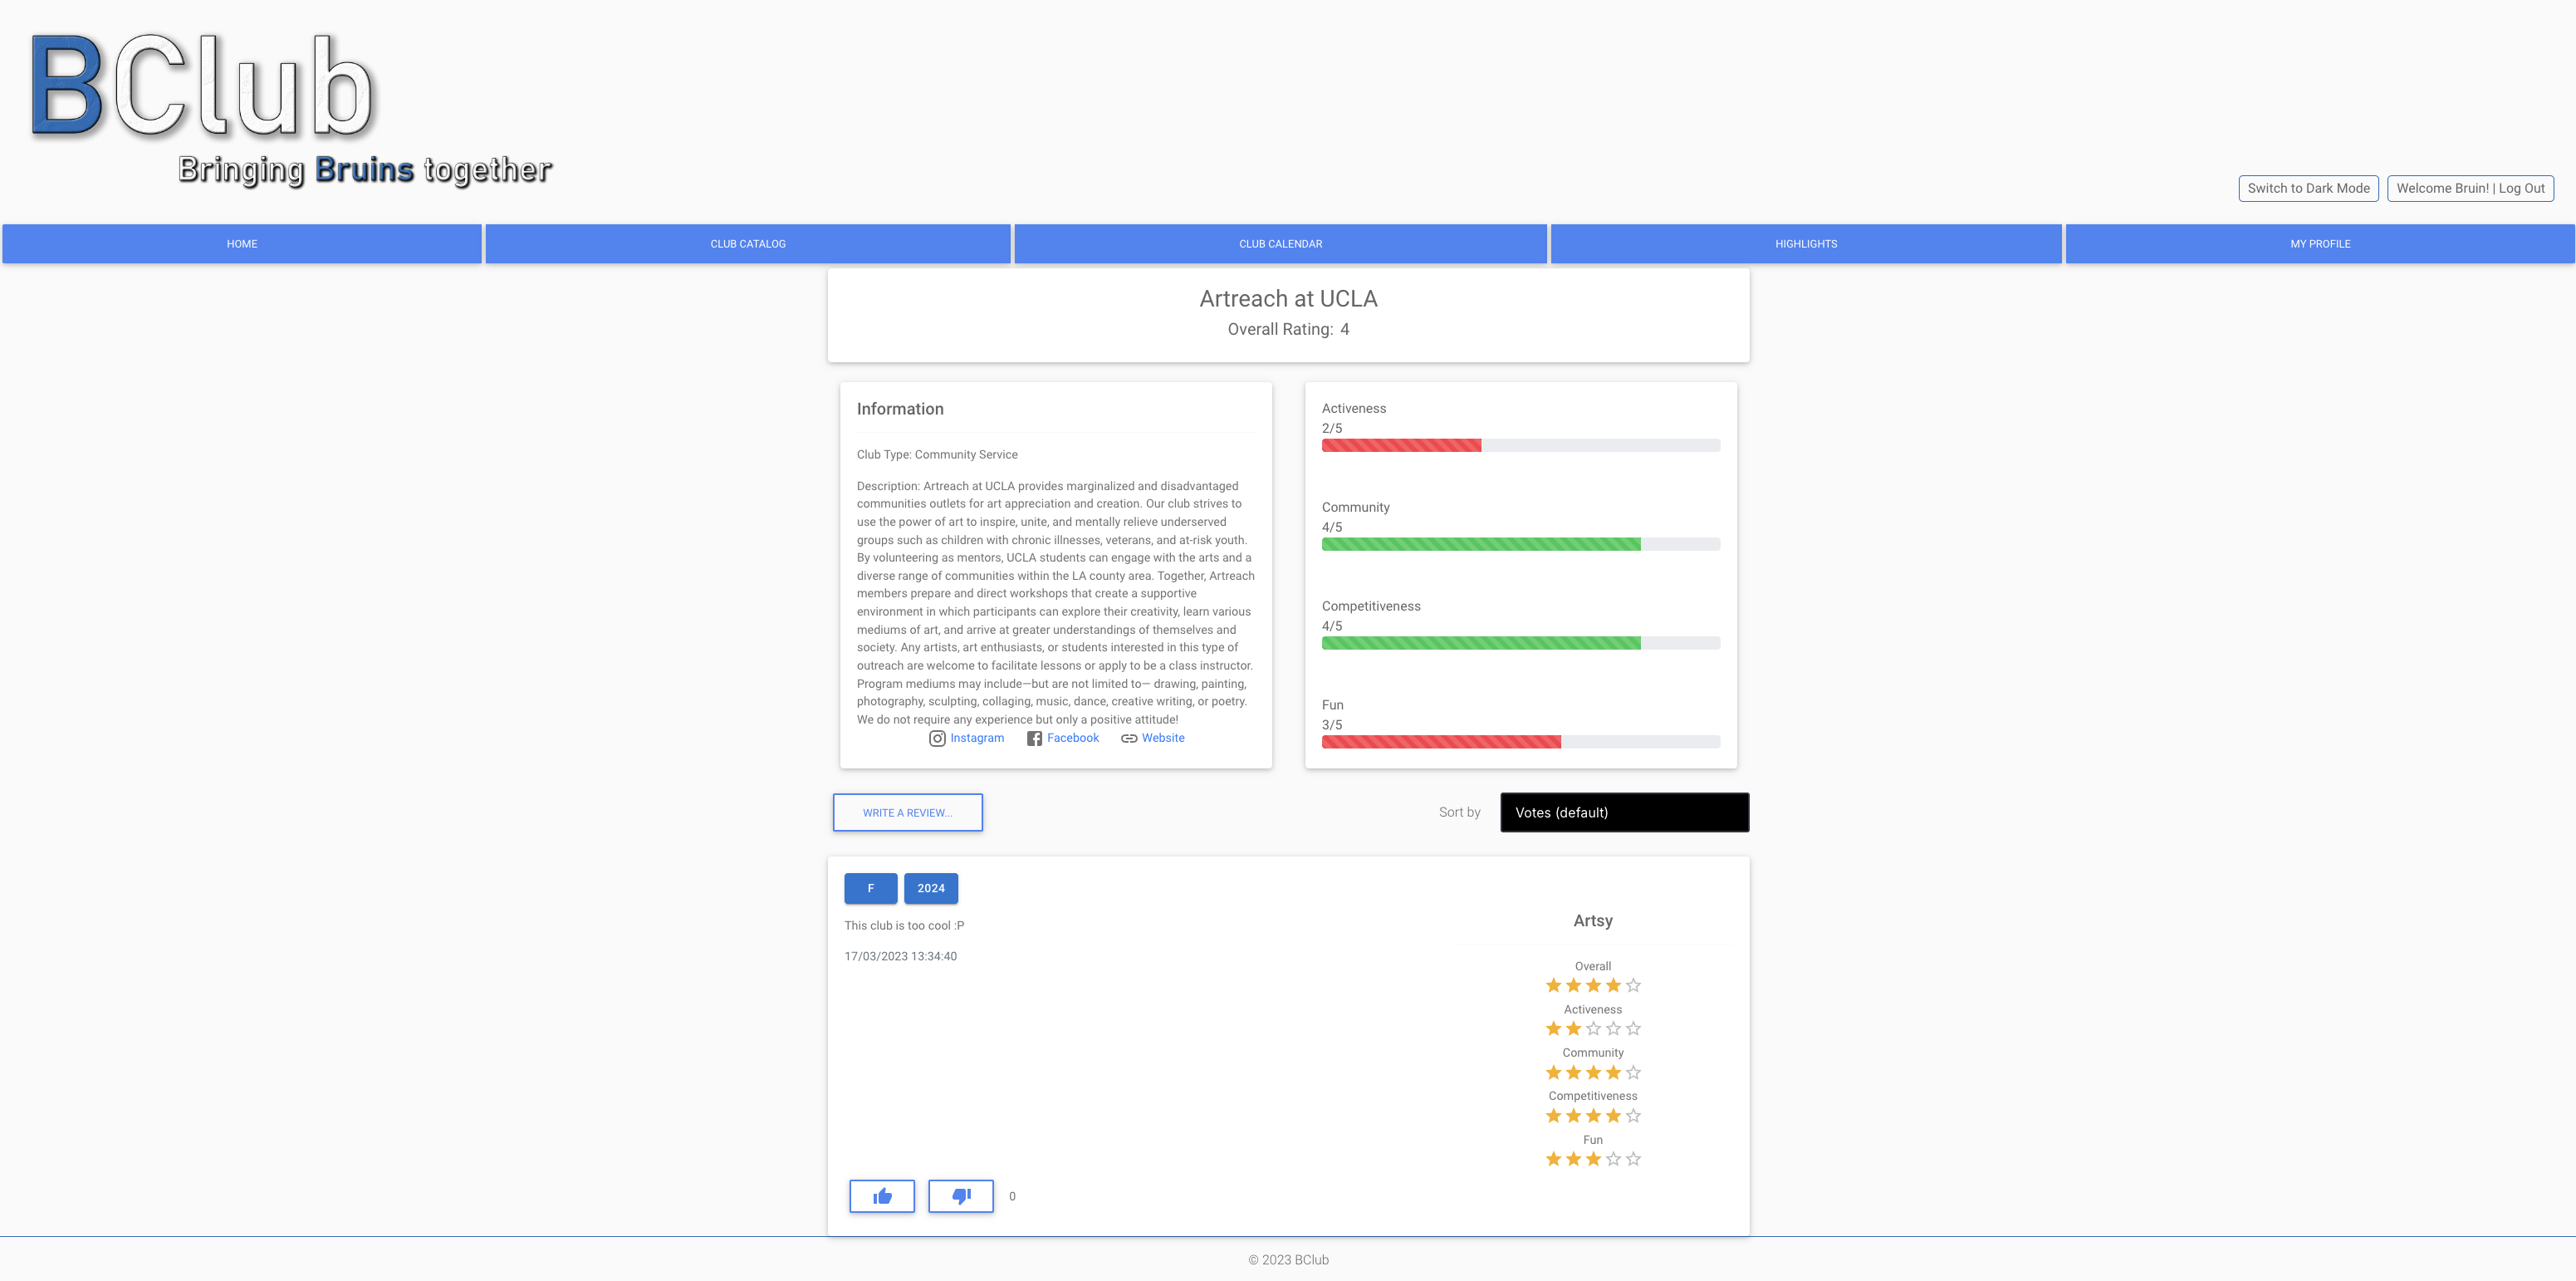 BClub
Bringing Bruins together
Switch to Dark Mode
Welcome Bruin! | Log Out
HOME
CLUB CATALOG
CLUB CALENDAR
HIGHLIGHTS
MY PROFILE
Artreach at UCLA
Overall Rating: 4
Information
Club Type: Community Service
Description: Artreach at UCLA provides marginalized and disadvantaged
communities outlets for art appreciation and creation. Our club strives to
use the power of art to inspire, unite, and mentally relieve underserved
groups such as children with chronic illnesses, veterans, and at-risk youth.
By volunteering as mentors, UCLA students can engage with the arts and a
diverse range of communities within the LA county area. Together, Artreach
members prepare and direct workshops that create a supportive
environment in which participants can explore their creativity, learn various
mediums of art, and arrive at greater understandings of themselves and
society. Any artists, art enthusiasts, or students interested in this type of
outreach are welcome to facilitate lessons or apply to be a class instructor.
Program mediums may include—but are not limited to— drawing, painting,
photography, sculpting, collaging, music, dance, creative writing, or poetry.
We do not require any experience but only a positive attitude!
Instagram
Facebook
Website
Activeness
2/5
Community
4/5
Competitiveness
4/5
Fun
3/5
WRITE A REVIEW...
Sort by
Votes (default)
F
2024
This club is too cool :P
17/03/2023 13:34:40
Artsy
Overall
Activeness
Community
Competitiveness
Fun
0
© 2023 BClub